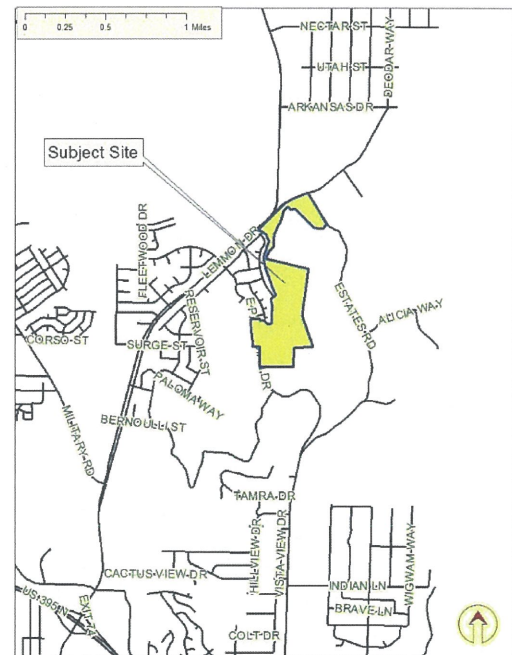 0 0.25 0.5 1 Miles
NECTAR ST
UTAH ST
DEODAR WAY
ARKANSAS DR
Subject Site
FLEETWOOD DR
LEMMON DR
RESERVOIR ST
ESTATES RD
ALICIA WAY
CORSO ST
SURGE ST
PALOMA WAY
DR
MILITARY RD
BERNOULLI ST
TAMRA DR
HILLVIEW DR
VISTA VIEW DR
CACTUS VIEW DR
INDIAN LN
WIGWAM WAY
US 395 N
EXIT 74
BRAVE LN
COLT DR